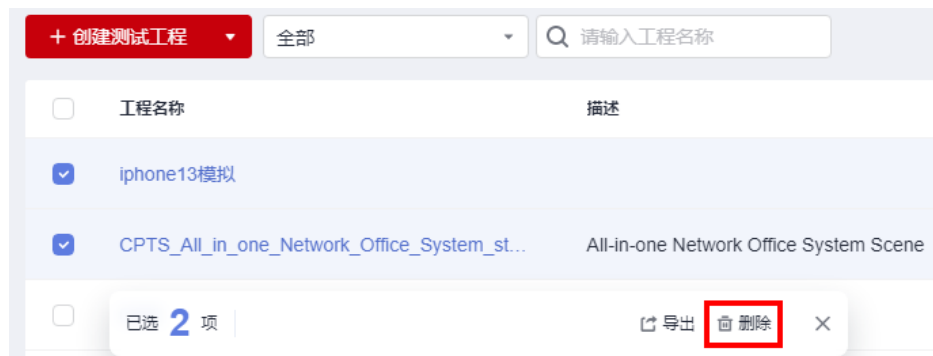 + 创建测试工程 全部 请输入工程名称
工程名称 描述
iphone13模拟
CPTS_All_in_one_Network_Office_System_st... All-in-one Network Office System Scene
已选 2 项 导出 删除